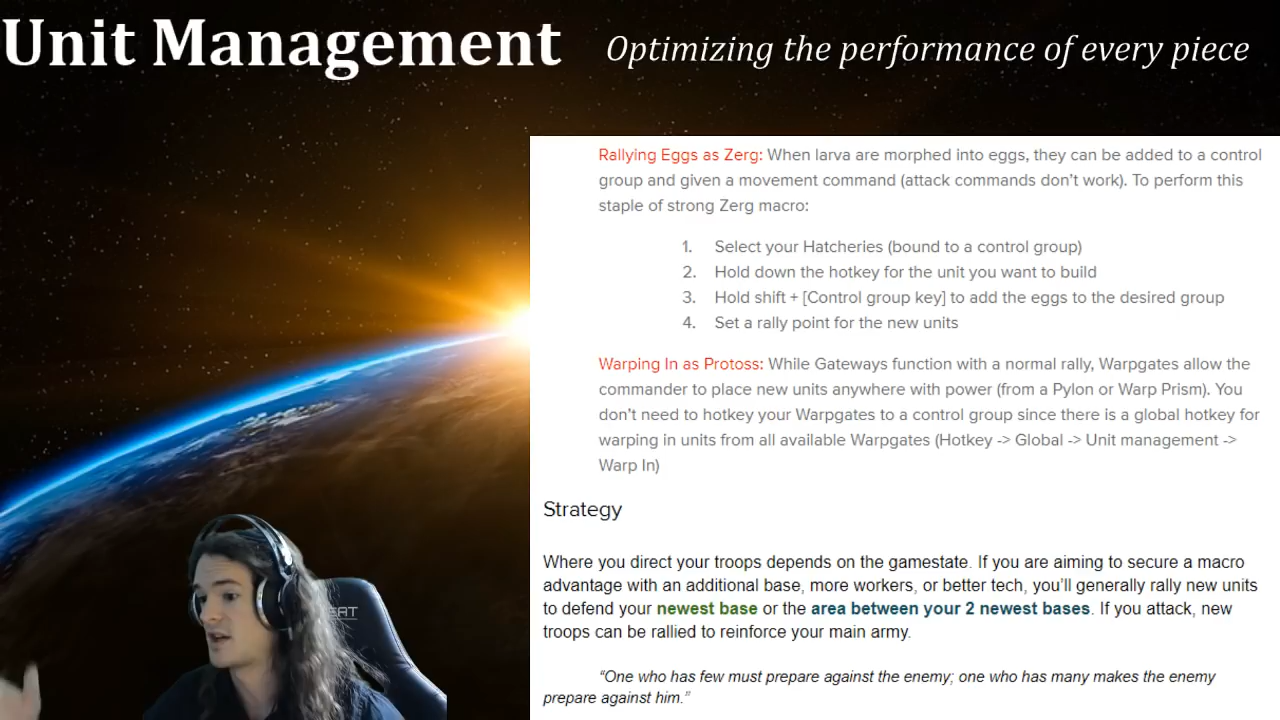 Unit Management
Optimizing the performance of every piece
Rallying Eggs as Zerg: When larva are morphed into eggs, they can be added to a control
group and given a movement command (attack commands don’t work). To perform this
staple of strong Zerg macro:
1. Select your Hatcheries (bound to a control group)
2. Hold down the hotkey for the unit you want to build
3. Hold shift + [Control group key] to add the eggs to the desired group
4. Set a rally point for the new units
Warping In as Protoss: While Gateways function with a normal rally, Warpgates allow the
commander to place new units anywhere with power (from a Pylon or Warp Prism). You
don’t need to hotkey your Warpgates to a control group since there is a global hotkey for
warping in units from all available Warpgates (Hotkey -> Global -> Unit management ->
Warp In)
Strategy
Where you direct your troops depends on the gamestate. If you are aiming to secure a macro
advantage with an additional base, more workers, or better tech, you’ll generally rally new units
to defend your newest base or the area between your 2 newest bases. If you attack, new
troops can be rallied to reinforce your main army.
“One who has few must prepare against the enemy; one who has many makes the enemy
prepare against him.”